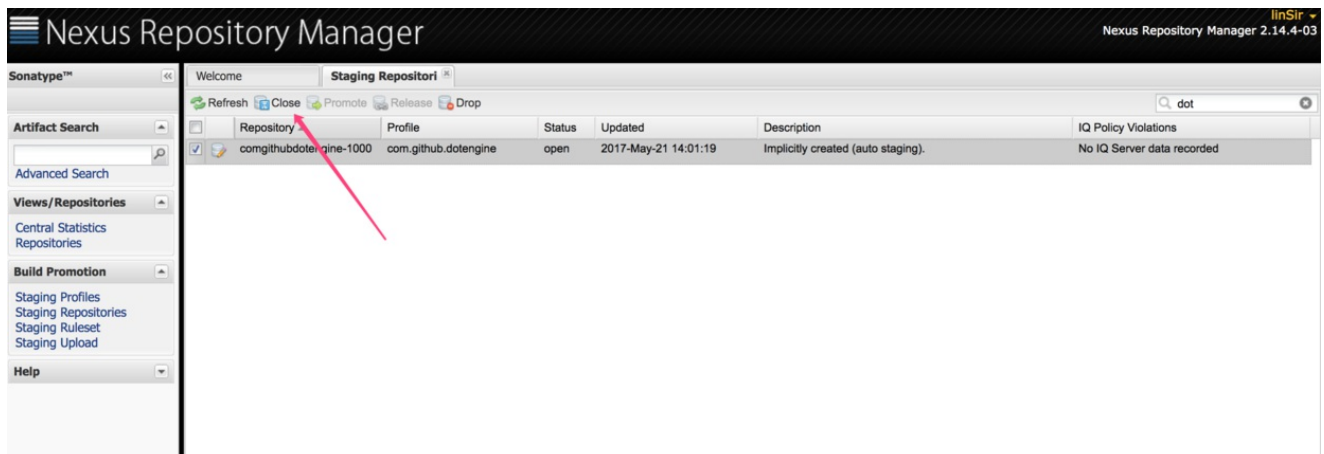 Nexus Repository Manager
linSir
Nexus Repository Manager 2.14.4-03
Sonatype™
Welcome
Staging Repositori
Refresh Close Promote Release Drop
dot
Artifact Search
Advanced Search
Views/Repositories
Central Statistics
Repositories
Build Promotion
Staging Profiles
Staging Repositories
Staging Ruleset
Staging Upload
Help
Repository Profile Status Updated Description IQ Policy Violations
comgithubdotengine-1000 com.github.dotengine open 2017-May-21 14:01:19 Implicitly created (auto staging). No IQ Server data recorded